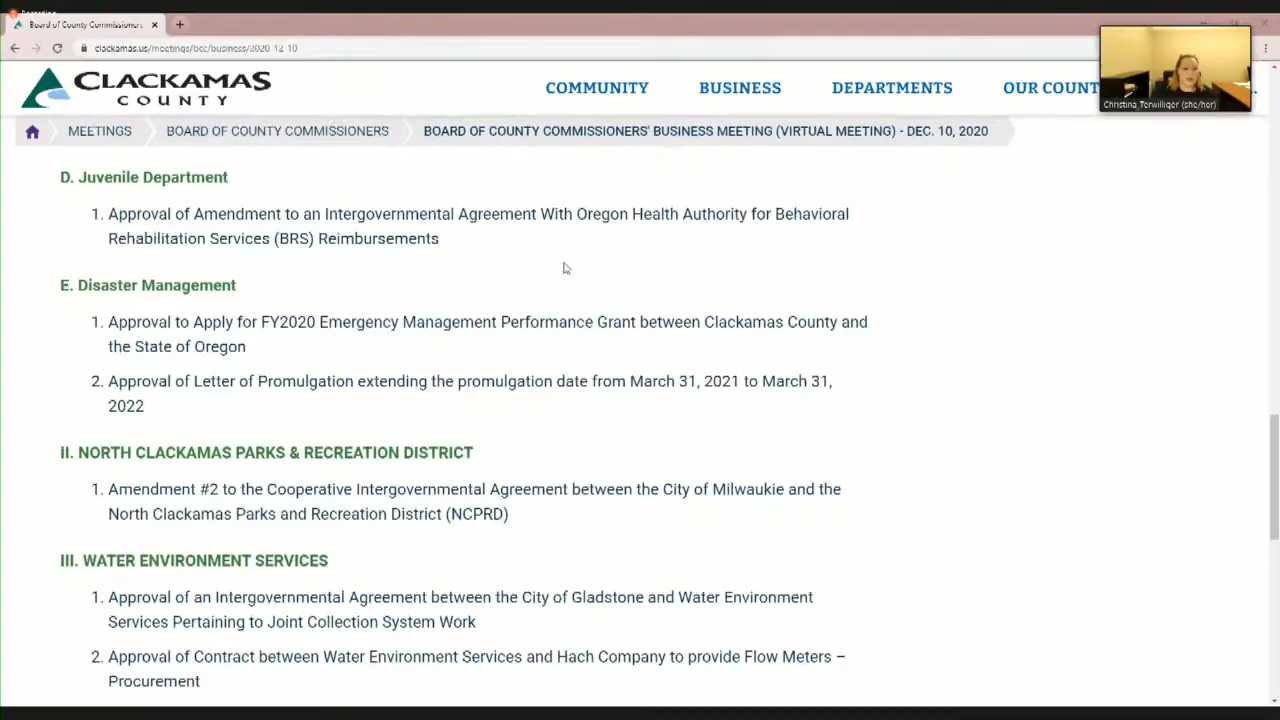 Recording
Board of County Commissioners
clackamas.us/meetings/bcc/business/2020-12-10
CLACKAMAS
COUNTY
COMMUNITY
BUSINESS
DEPARTMENTS
OUR COUNT
Christina Terwilliger (she/her)
MEETINGS
BOARD OF COUNTY COMMISSIONERS
BOARD OF COUNTY COMMISSIONERS' BUSINESS MEETING (VIRTUAL MEETING) - DEC. 10, 2020
D. Juvenile Department
1. Approval of Amendment to an Intergovernmental Agreement With Oregon Health Authority for Behavioral
Rehabilitation Services (BRS) Reimbursements
E. Disaster Management
1. Approval to Apply for FY2020 Emergency Management Performance Grant between Clackamas County and
the State of Oregon
2. Approval of Letter of Promulgation extending the promulgation date from March 31, 2021 to March 31,
2022
II. NORTH CLACKAMAS PARKS & RECREATION DISTRICT
1. Amendment #2 to the Cooperative Intergovernmental Agreement between the City of Milwaukie and the
North Clackamas Parks and Recreation District (NCPRD)
III. WATER ENVIRONMENT SERVICES
1. Approval of an Intergovernmental Agreement between the City of Gladstone and Water Environment
Services Pertaining to Joint Collection System Work
2. Approval of Contract between Water Environment Services and Hach Company to provide Flow Meters –
Procurement